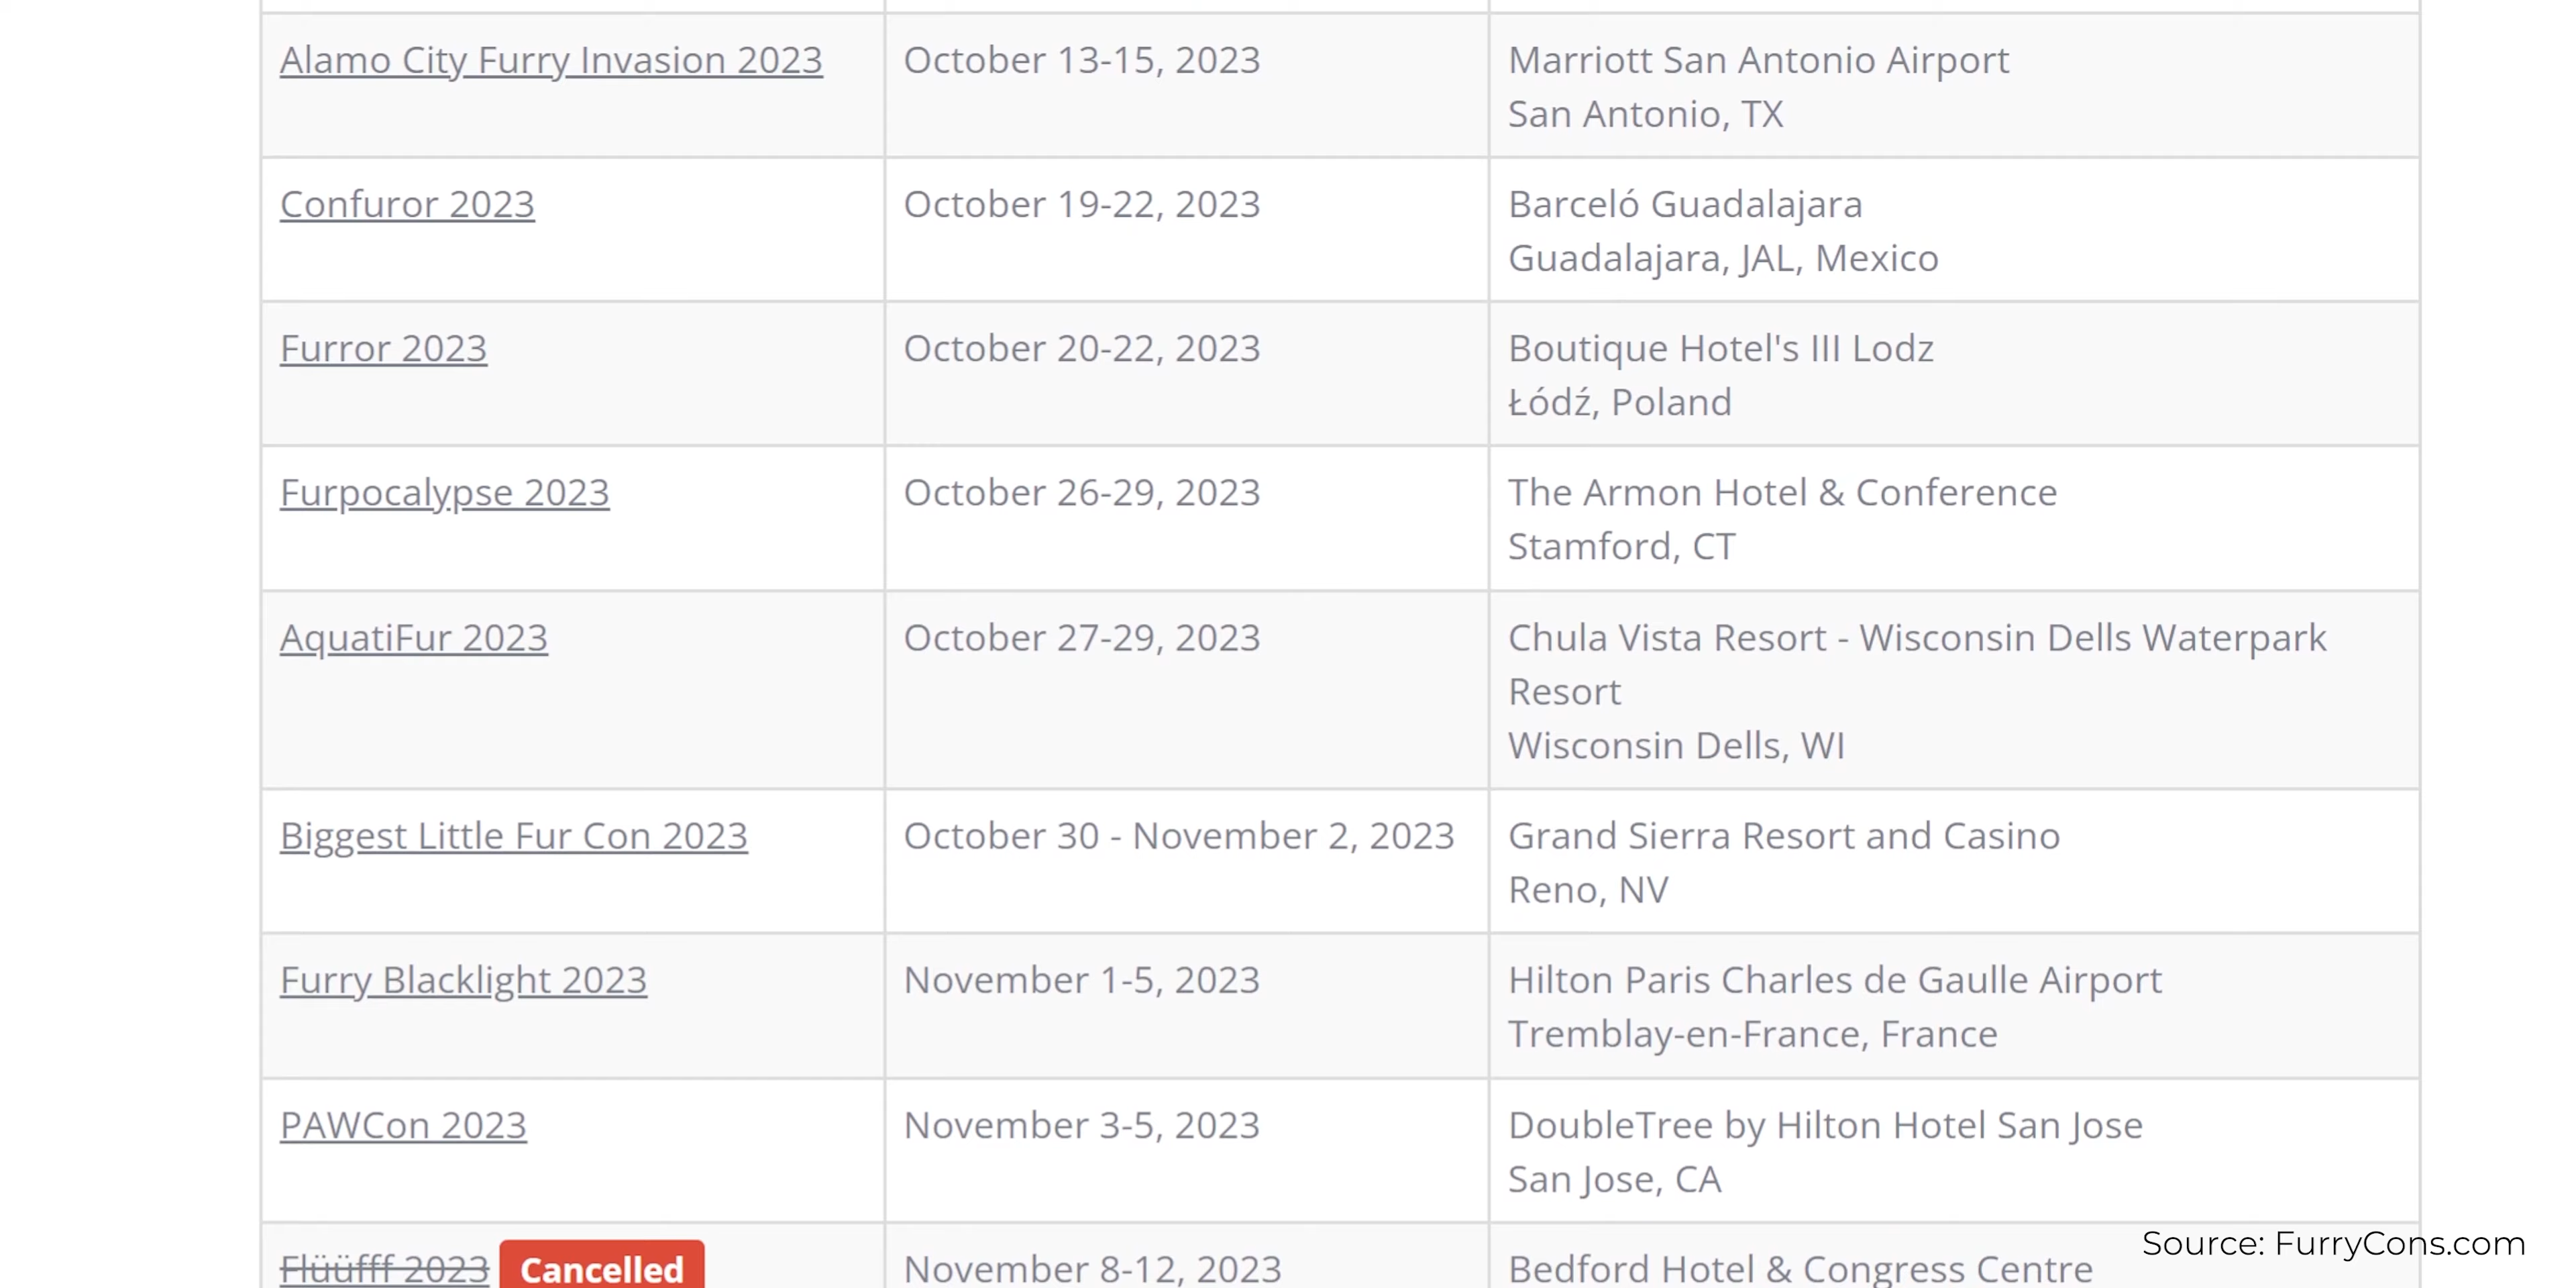 Alamo City Furry Invasion 2023
October 13-15, 2023
Marriott San Antonio Airport
San Antonio, TX
Confuror 2023
October 19-22, 2023
Barceló Guadalajara
Guadalajara, JAL, Mexico
Furror 2023
October 20-22, 2023
Boutique Hotel's III Lodz
Łódź, Poland
Furpocalypse 2023
October 26-29, 2023
The Armon Hotel & Conference
Stamford, CT
AquatiFur 2023
October 27-29, 2023
Chula Vista Resort - Wisconsin Dells Waterpark
Resort
Wisconsin Dells, WI
Biggest Little Fur Con 2023
October 30 - November 2, 2023
Grand Sierra Resort and Casino
Reno, NV
Furry Blacklight 2023
November 1-5, 2023
Hilton Paris Charles de Gaulle Airport
Tremblay-en-France, France
PAWCon 2023
November 3-5, 2023
DoubleTree by Hilton Hotel San Jose
San Jose, CA
Flüüfff 2023 Cancelled
November 8-12, 2023
Bedford Hotel & Congress Centre
Source: FurryCons.com